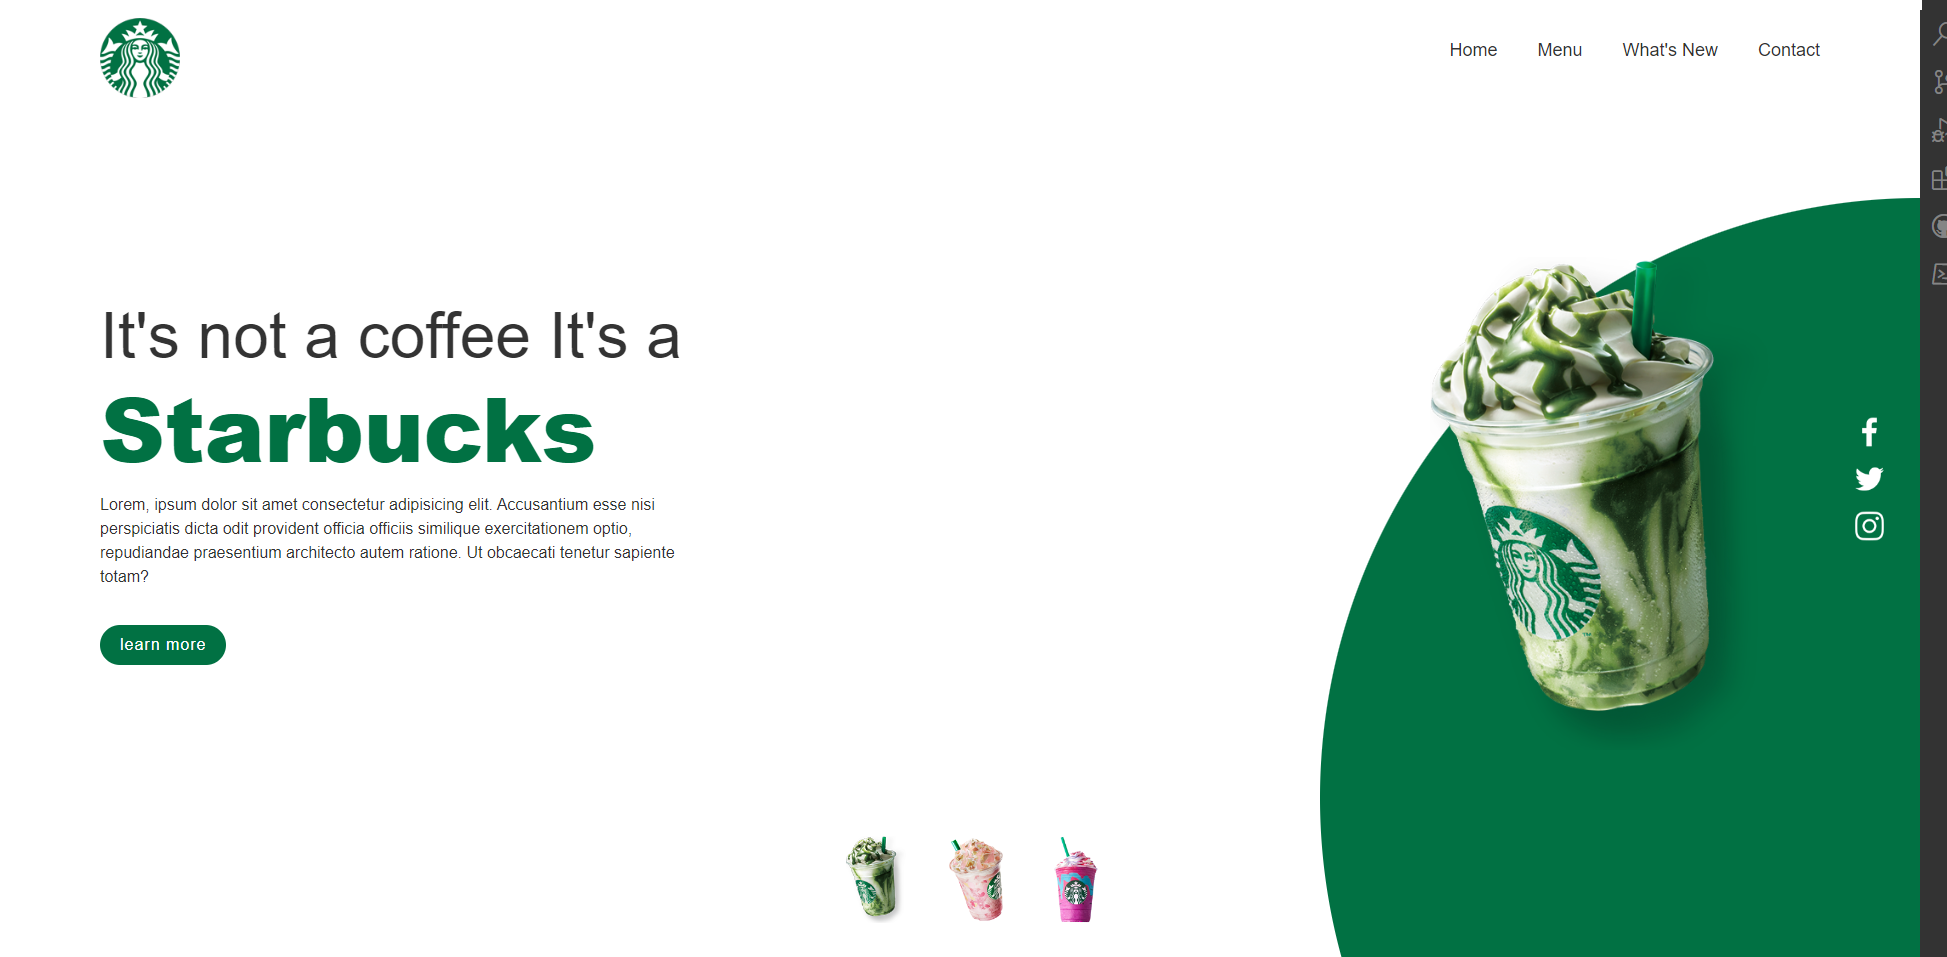 Home Menu What's New Contact
It's not a coffee It's a
Starbucks
Lorem, ipsum dolor sit amet consectetur adipisicing elit. Accusantium esse nisi
perspiciatis dicta odit provident officia officiis similique exercitationem optio,
repudiandae praesentium architecto autem ratione. Ut obcaecati tenetur sapiente
totam?
learn more